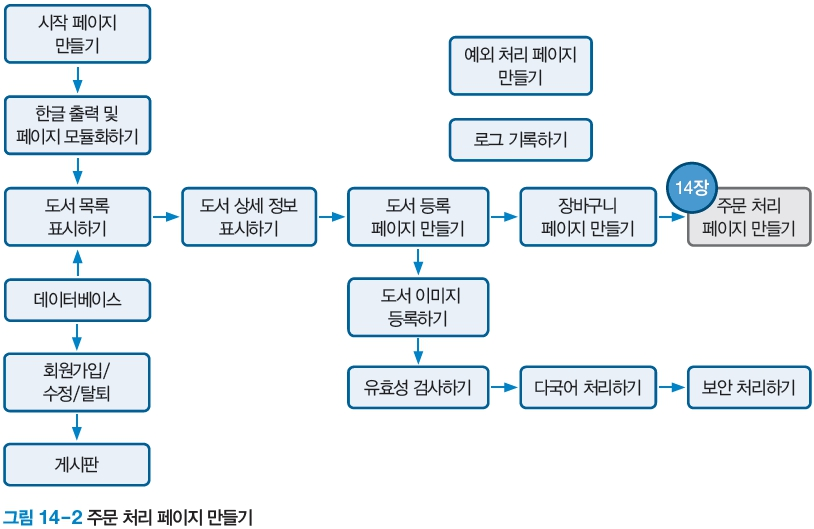 시작 페이지
만들기
예외 처리 페이지
만들기
한글 출력 및
페이지 모듈화하기
로그 기록하기
도서 목록
표시하기
도서 상세 정보
표시하기
도서 등록
페이지 만들기
장바구니
페이지 만들기
14장
주문 처리
페이지 만들기
데이터베이스
도서 이미지
등록하기
회원가입/
수정/탈퇴
유효성 검사하기
다국어 처리하기
보안 처리하기
게시판
그림 14-2 주문 처리 페이지 만들기